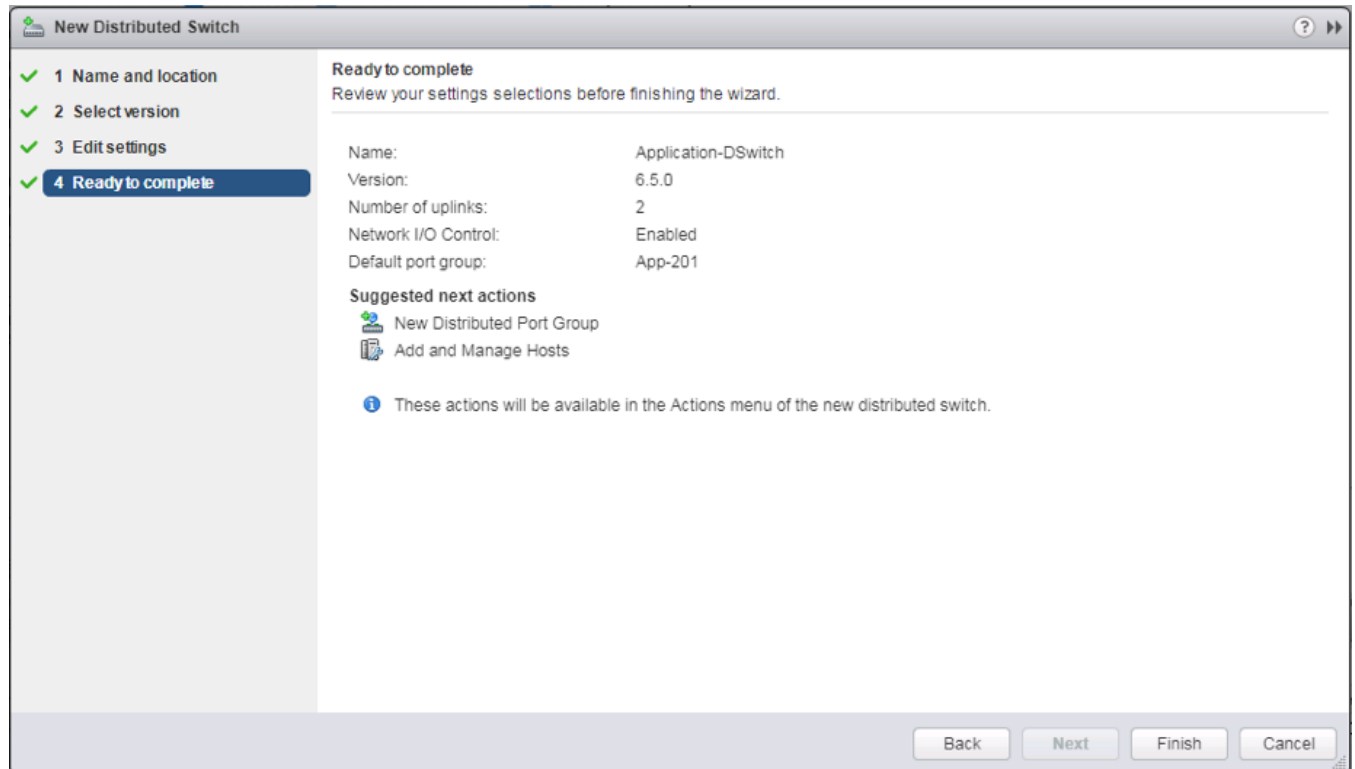 New Distributed Switch
1 Name and location
2 Select version
3 Edit settings
4 Ready to complete
Ready to complete
Review your settings selections before finishing the wizard.
Name: Application-DSwitch
Version: 6.5.0
Number of uplinks: 2
Network I/O Control: Enabled
Default port group: App-201
Suggested next actions
New Distributed Port Group
Add and Manage Hosts
These actions will be available in the Actions menu of the new distributed switch.
Back Next Finish Cancel